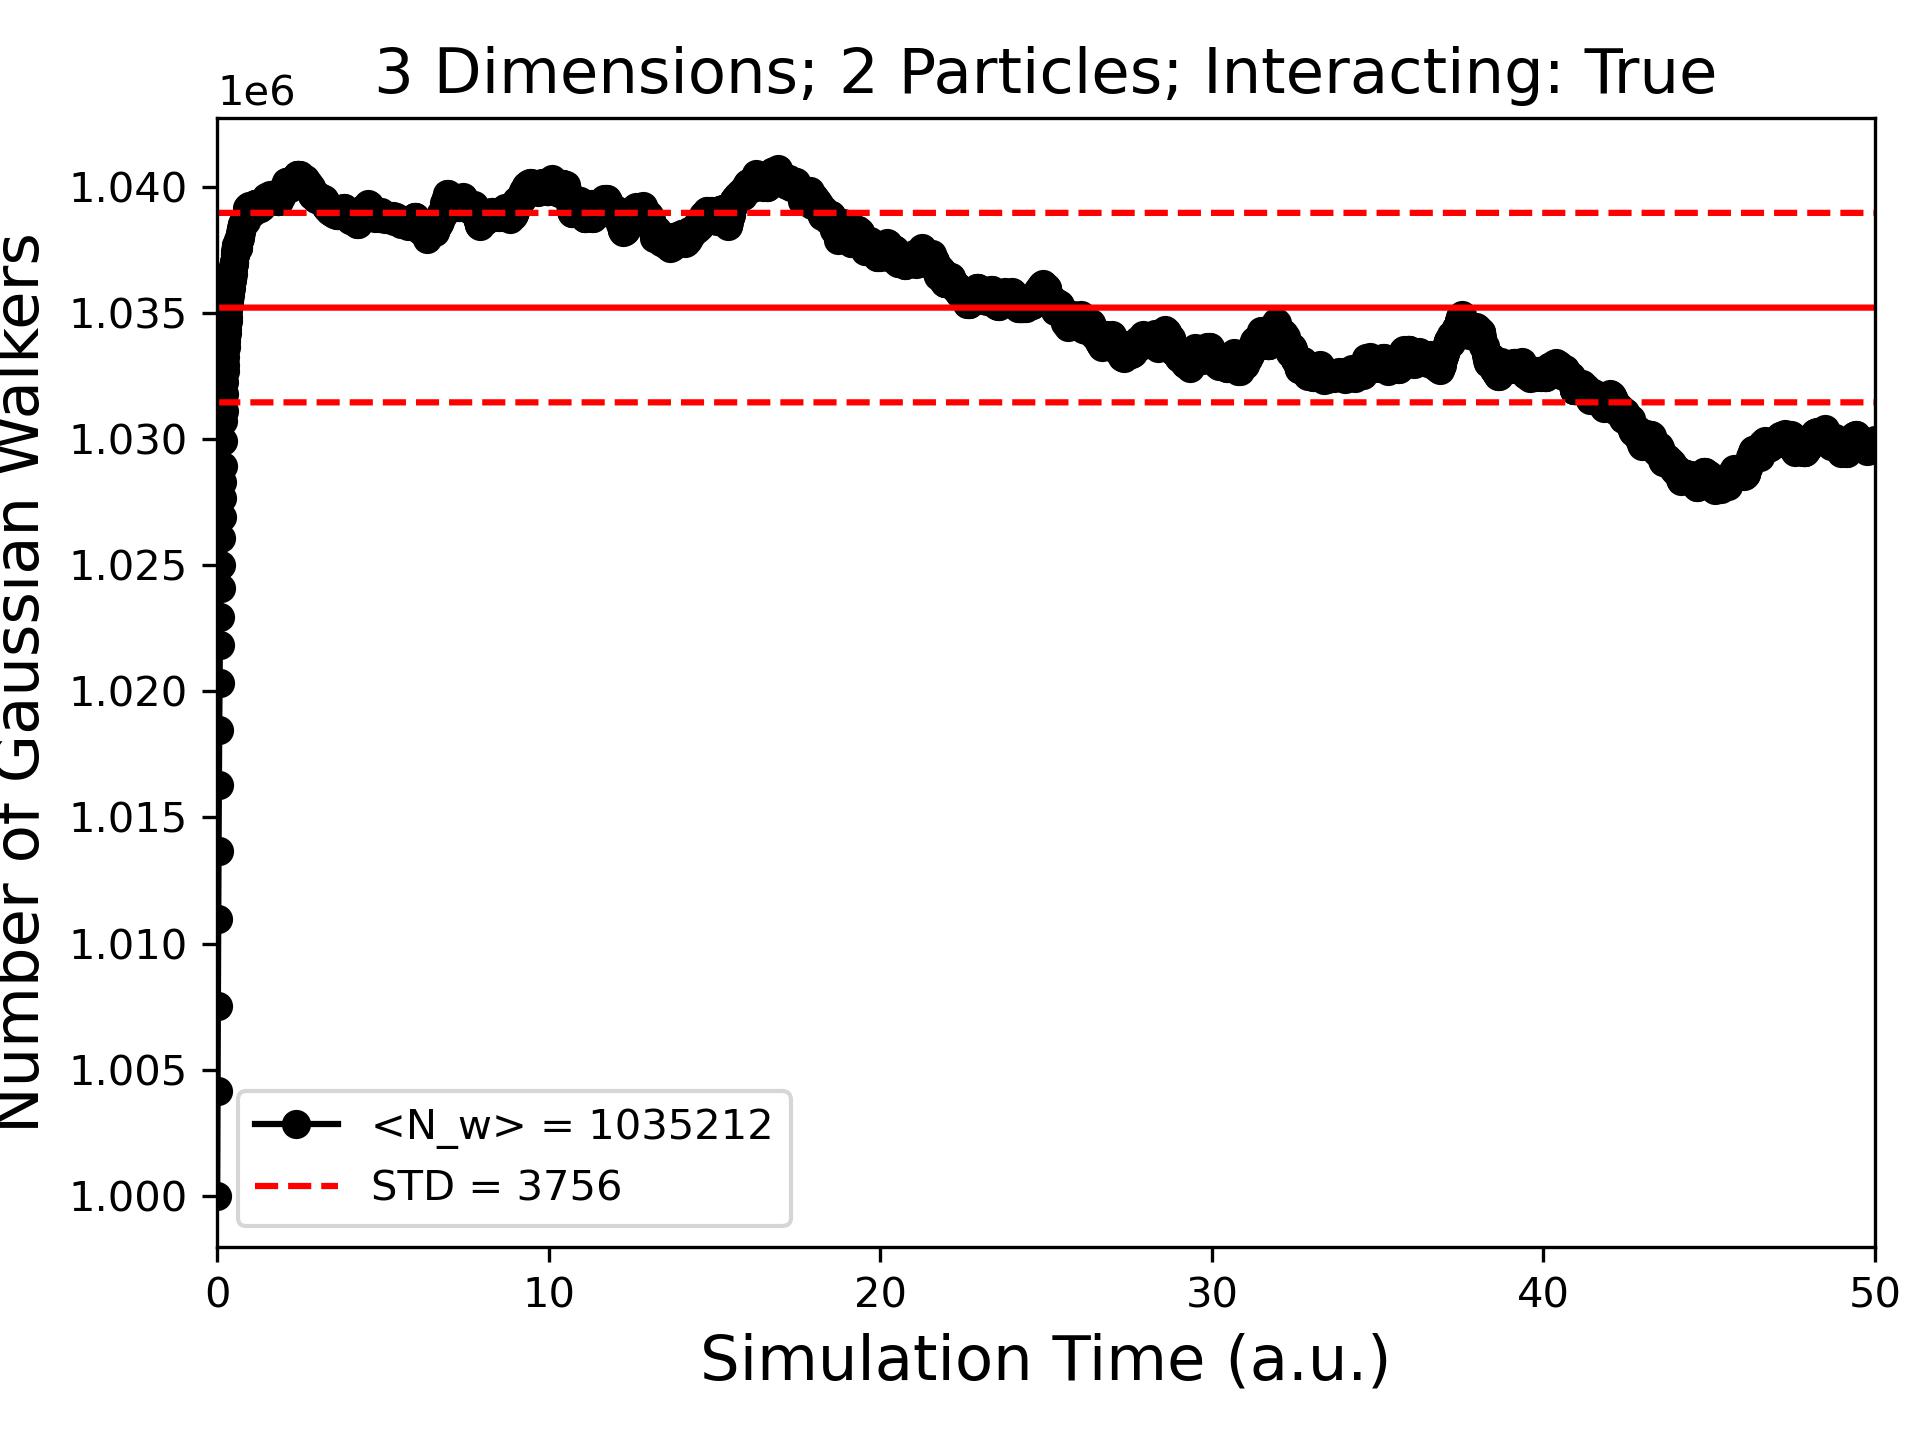 3 Dimensions; 2 Particles; Interacting: True
1e6
Number of Gaussian Walkers
1.040
1.035
1.030
1.025
1.020
1.015
1.010
1.005
1.000
<N_w> = 1035212
STD = 3756
0 10 20 30 40 50
Simulation Time (a.u.)